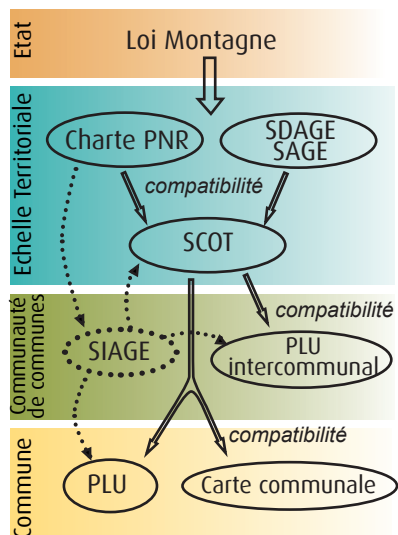 Etat
Loi Montagne
Echelle Territoriale
Charte PNR
SDAGE
SAGE
compatibilité
SCOT
Communauté
de communes
compatibilité
SIAGE
PLU
intercommunal
Commune
compatibilité
PLU
Carte communale